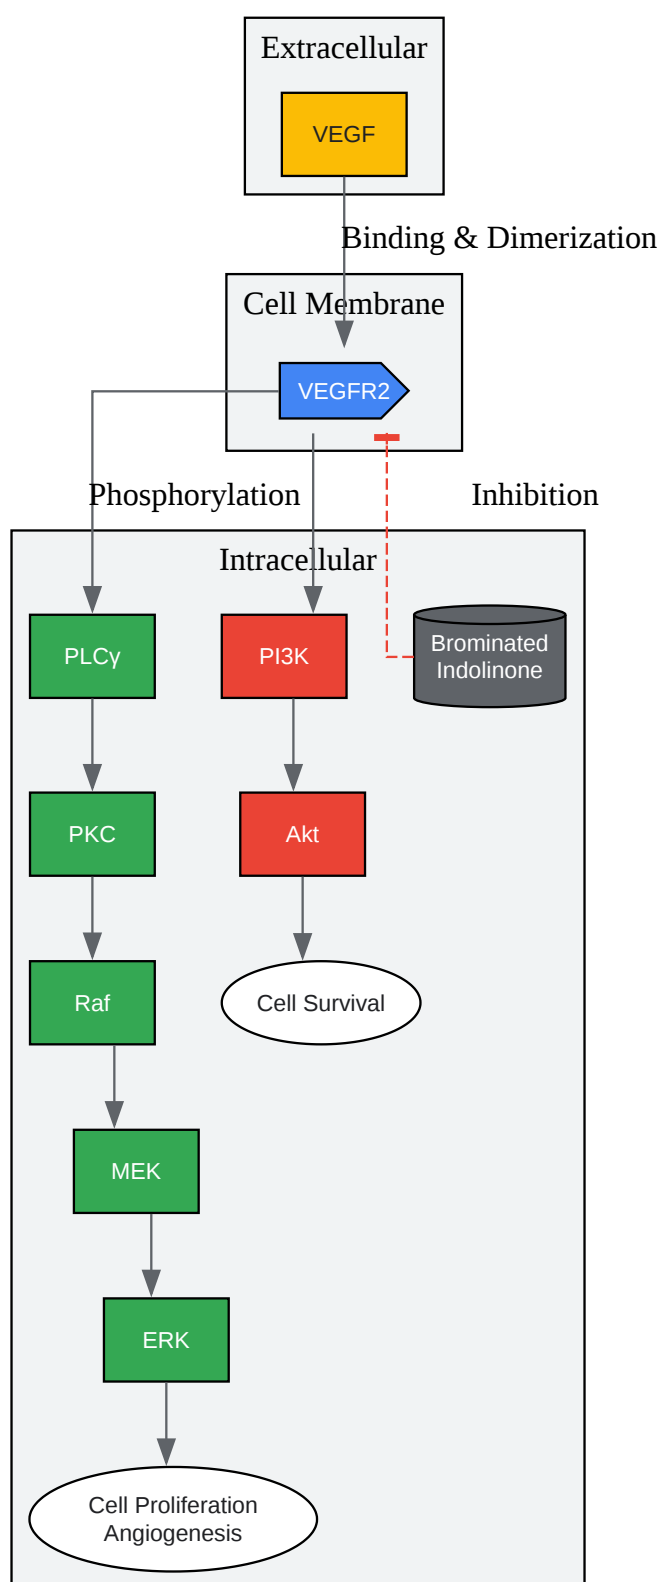 Extracellular
VEGF
Binding & Dimerization
Cell Membrane
VEGFR2
Phosphorylation
Inhibition
Intracellular
PLCγ
PI3K
Brominated
Indolinone
PKC
Akt
Raf
Cell Survival
MEK
ERK
Cell Proliferation
Angiogenesis